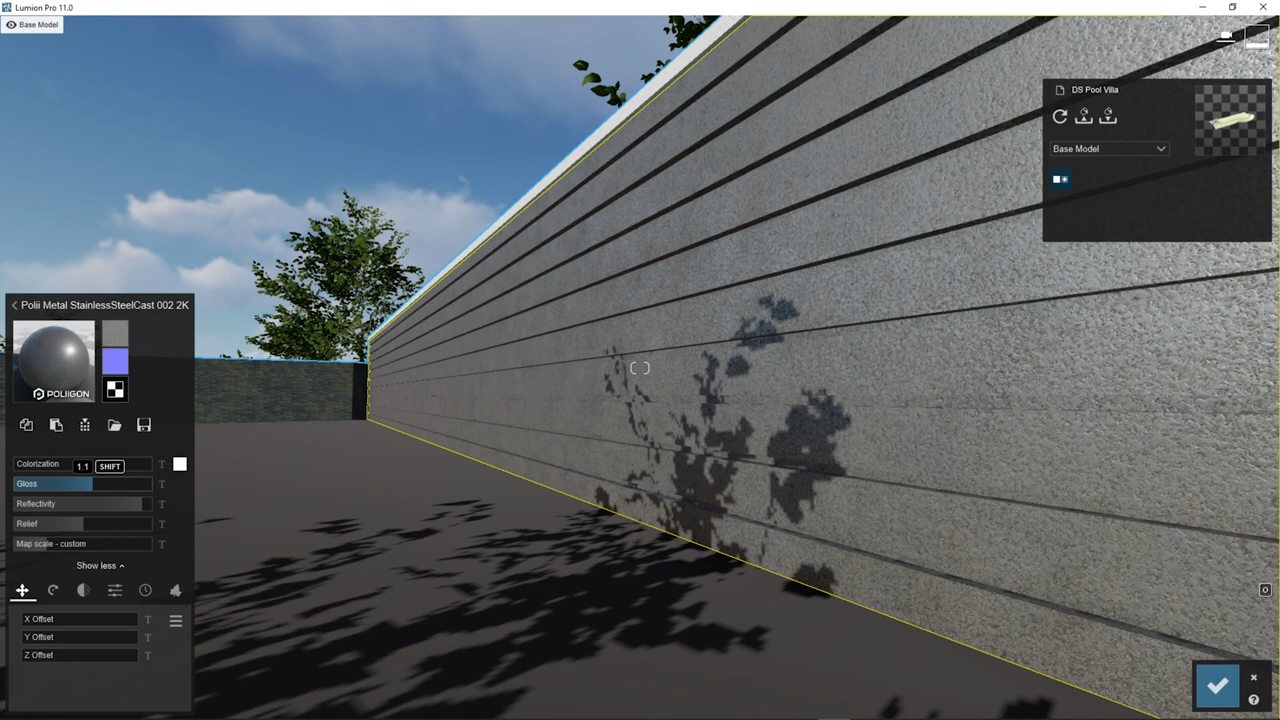 Lumion Pro 11.0
Base Model
DS Pool Villa
Base Model
Polii Metal StainlessSteelCast 002 2K
POLIIGON
Colorization
1.1
SHIFT
T
Gloss
T
Reflectivity
T
Relief
T
Map scale - custom
T
Show less
X Offset
T
Y Offset
T
Z Offset
T
O